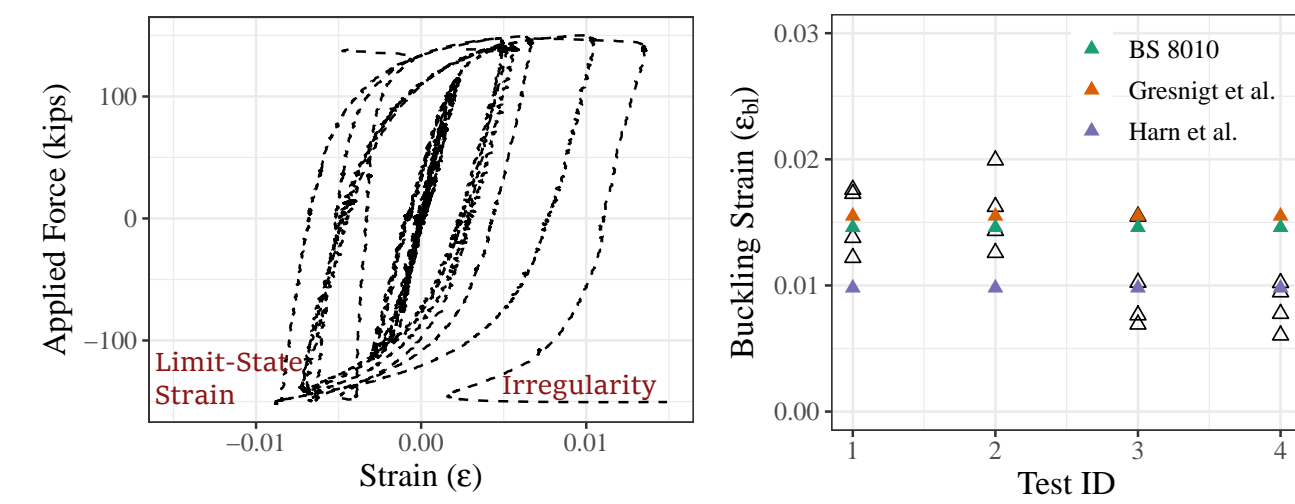 Applied Force (kips)
100
0
−100
Limit-State
Strain
Irregularity
−0.01
0.00
0.01
Strain (ε)
Buckling Strain (ε_bl)
0.03
0.02
0.01
0.00
BS 8010
Gresnigt et al.
Harn et al.
1
2
3
4
Test ID